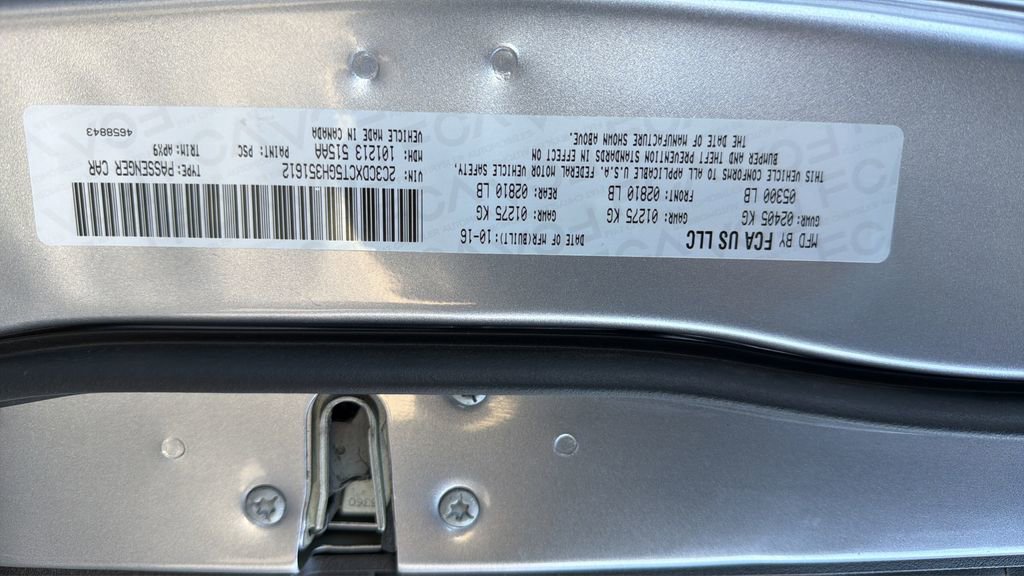 MFD BY FCA US LLC
DATE OF MFR(BUILT):10-16
GVWR: 02405 KG
GAWR: 01275 KG
GAWR: 01275 KG
05300 LB
FRONT: 02810 LB
REAR: 02810 LB
THIS VEHICLE CONFORMS TO ALL APPLICABLE U.S.A. FEDERAL MOTOR VEHICLE SAFETY,
BUMPER AND THEFT PREVENTION STANDARDS IN EFFECT ON
THE DATE OF MANUFACTURE SHOWN ABOVE.
VIN: 2C3CDXCT5GH351612
TYPE: PASSENGER CAR
MDH: 101213 515AA
PAINT: PSC
TRIM: APX9
VEHICLE MADE IN CANADA
4658843